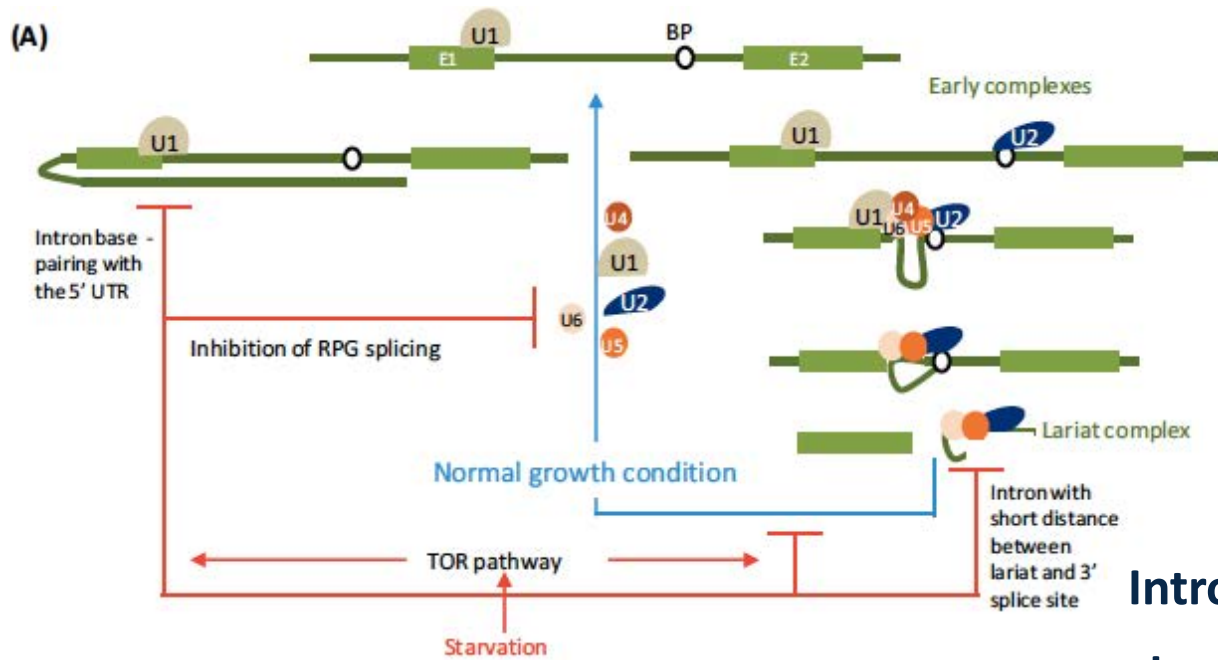 (A)
U1
BP
E1
E2
Early complexes
U1
U1
U2
U4
U1
U2
U6
U5
Intron base -
pairing with
the 5' UTR
U4
U1
U2
U6
U5
Inhibition of RPG splicing
Lariat complex
Normal growth condition
Intron with
short distance
between
lariat and 3'
splice site
TOR pathway
Starvation
Intro